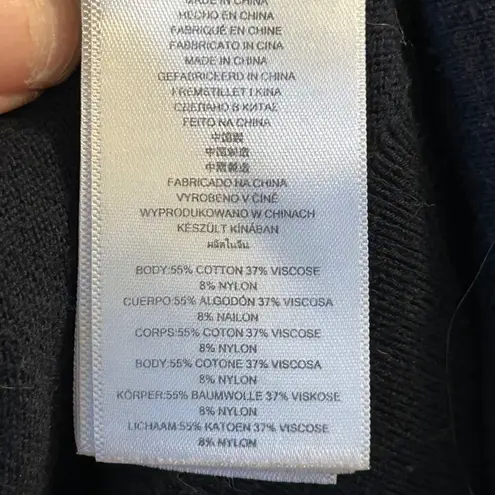 MADE IN CHINA
HECHO EN CHINA
FABRIQUÉ EN CHINE
FABBRICATO IN CINA
MADE IN CHINA
GEFABRICEERD IN CHINA
FREMSTILLET I KINA
СДЕЛАНО В КИТАЕ
FEITO NA CHINA
中国製
中国制造
中國製造
FABRICADO NA CHINA
VYROBENO V ČÍNĚ
WYPRODUKOWANO W CHINACH
KÉSZÜLT KÍNÁBAN
ผลิตในจีน
BODY:55% COTTON 37% VISCOSE
8% NYLON
CUERPO:55% ALGODÓN 37% VISCOSA
8% NAILON
CORPS:55% COTON 37% VISCOSE
8% NYLON
BODY:55% COTONE 37% VISCOSA
8% NYLON
KÖRPER:55% BAUMWOLLE 37% VISKOSE
8% NYLON
LICHAAM:55% KATOEN 37% VISCOSE
8% NYLON